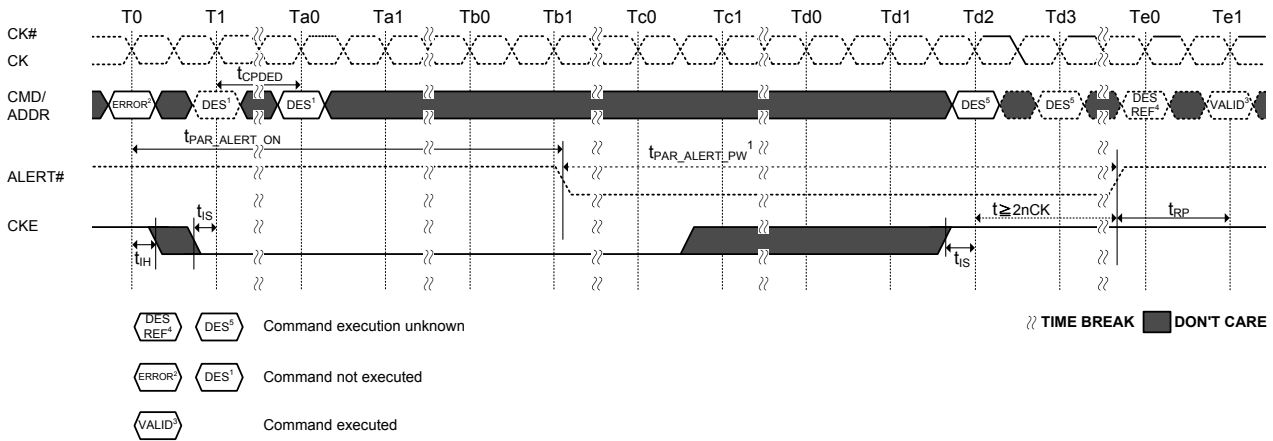 T0 T1 Ta0 Ta1 Tb0 Tb1 Tc0 Tc1 Td0 Td1 Td2 Td3 Te0 Te1
CK#
CK
tCPDED
CMD/
ADDR
ERROR² DES¹ DES¹ DES⁵ DES⁵ DES REF⁴ VALID³
tPAR_ALERT_ON
tPAR_ALERT_PW¹
ALERT#
t≧2nCK
tRP
CKE
tIS
tIH
tIS
DES REF⁴ DES⁵ Command execution unknown
TIME BREAK DON'T CARE
ERROR² DES¹ Command not executed
VALID³ Command executed